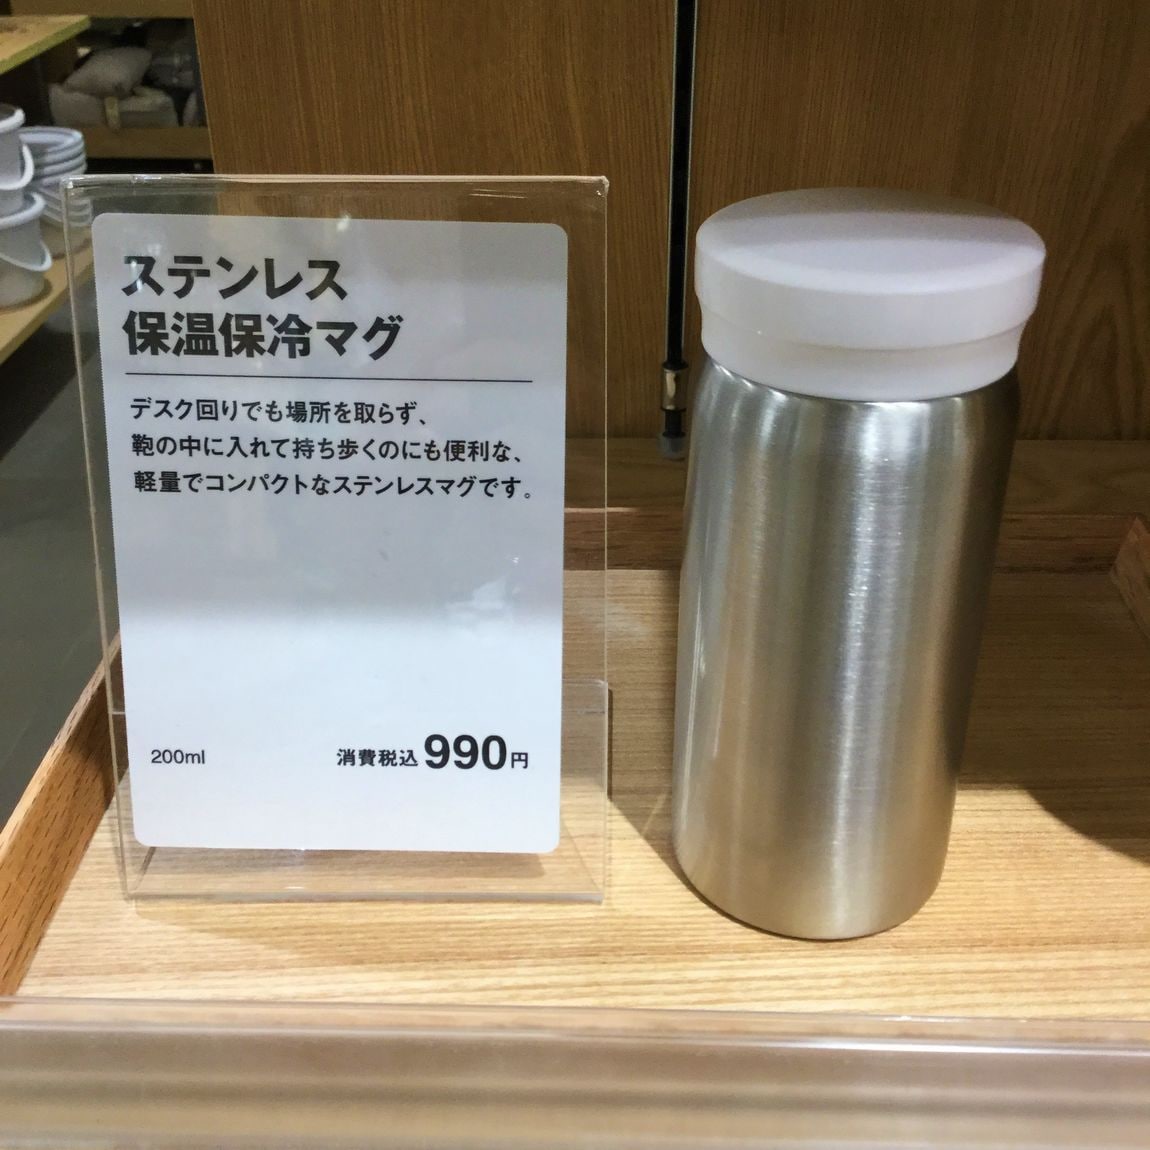 ステンレス
保温保冷マグ
デスク回りでも場所を取らず、
鞄の中に入れて持ち歩くのにも便利な、
軽量でコンパクトなステンレスマグです。
200ml 消費税込990円